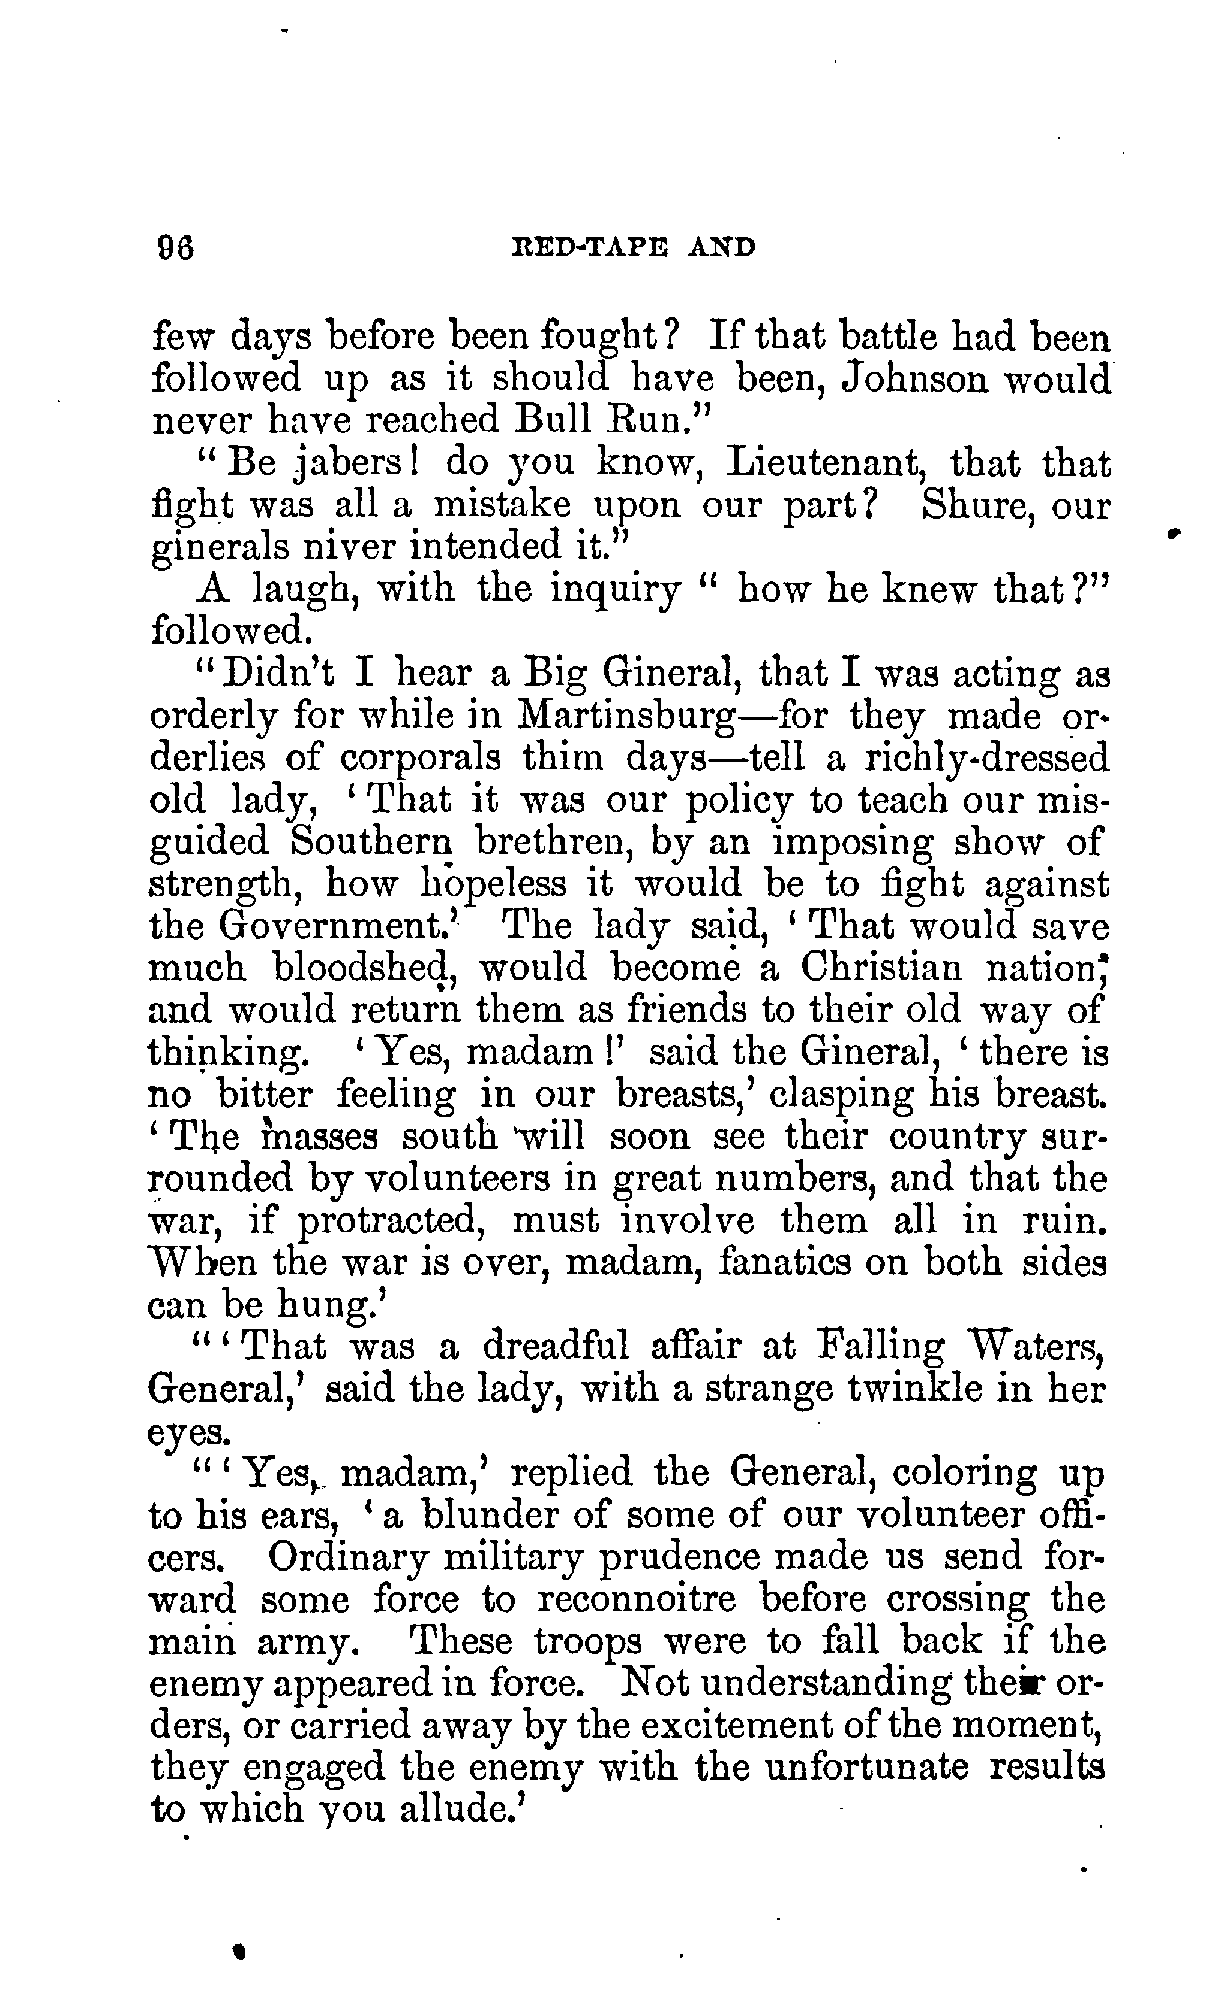 96 RED-TAPE AND
few days before been fought? If that battle had been
followed up as it should have been, Johnson would
never have reached Bull Run."
"Be jabers! do you know, Lieutenant, that that
fight was all a mistake upon our part? Shure, our
ginerals niver intended it."
A laugh, with the inquiry "how he knew that?"
followed.
"Didn't I hear a Big Gineral, that I was acting as
orderly for while in Martinsburg—for they made or-
derlies of corporals thim days—tell a richly-dressed
old lady, 'That it was our policy to teach our mis-
guided Southern brethren, by an imposing show of
strength, how hopeless it would be to fight against
the Government.' The lady said, 'That would save
much bloodshed, would become a Christian nation;
and would return them as friends to their old way of
thinking. 'Yes, madam!' said the Gineral, 'there is
no bitter feeling in our breasts,' clasping his breast.
'The masses south will soon see their country sur-
rounded by volunteers in great numbers, and that the
war, if protracted, must involve them all in ruin.
When the war is over, madam, fanatics on both sides
can be hung.'
"'That was a dreadful affair at Falling Waters,
General,' said the lady, with a strange twinkle in her
eyes.
"'Yes, madam,' replied the General, coloring up
to his ears, 'a blunder of some of our volunteer offi-
cers. Ordinary military prudence made us send for-
ward some force to reconnoitre before crossing the
main army. These troops were to fall back if the
enemy appeared in force. Not understanding their or-
ders, or carried away by the excitement of the moment,
they engaged the enemy with the unfortunate results
to which you allude.'